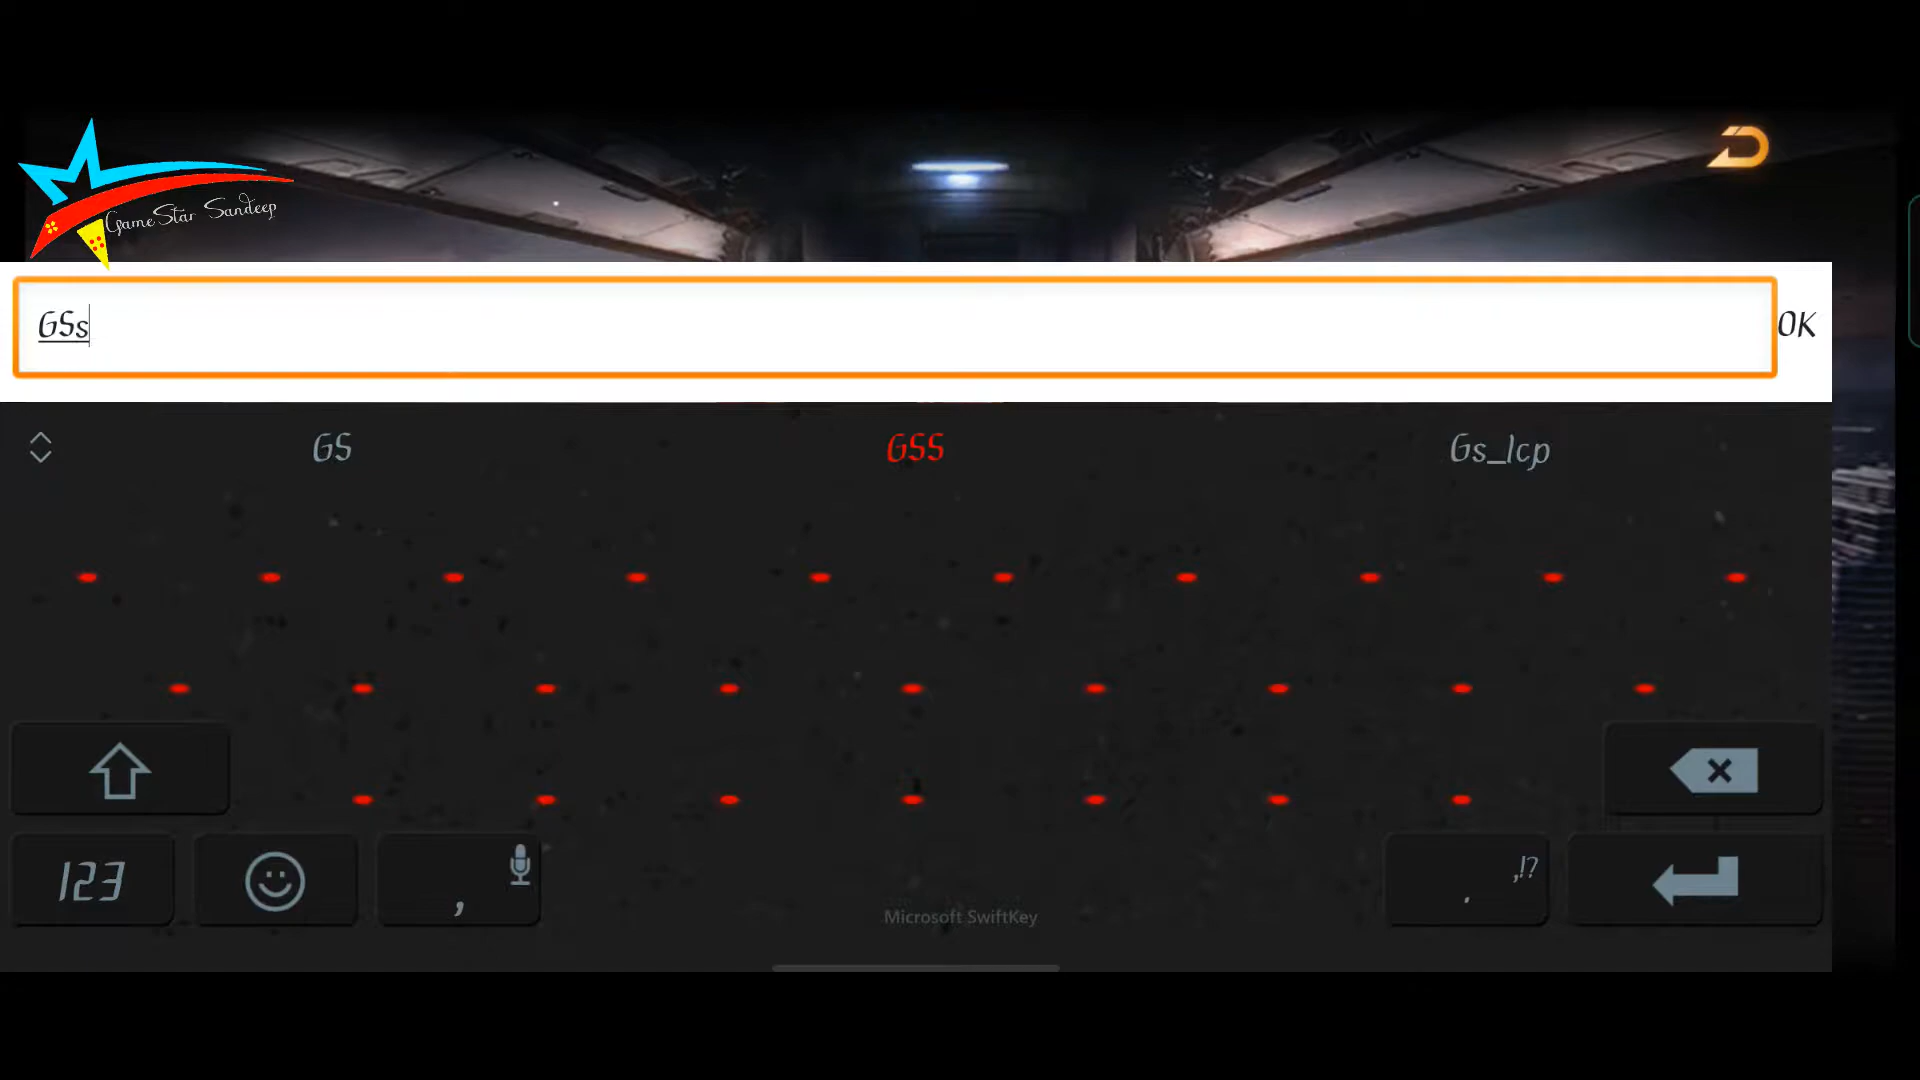 GameStar Sandeep
GSs
OK
GS
GSS
Gs_lcp
123
,
,!?
.
Microsoft SwiftKey